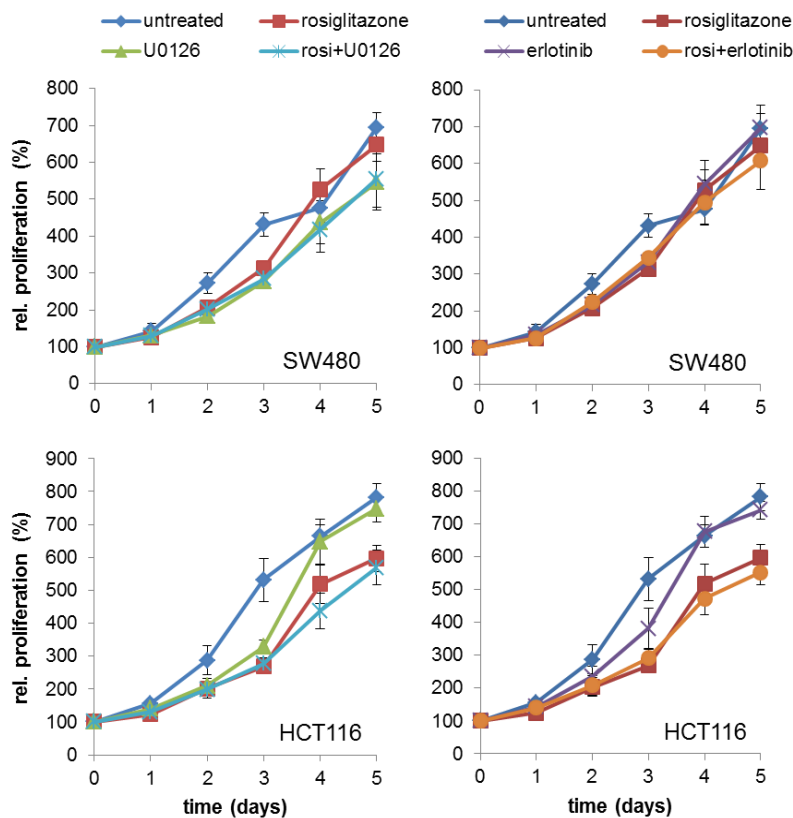 untreated rosiglitazone
U0126 rosi+U0126
untreated rosiglitazone
erlotinib rosi+erlotinib
rel. proliferation (%)
800
700
600
500
400
300
200
100
0
SW480
0 1 2 3 4 5
800
700
600
500
400
300
200
100
0
SW480
0 1 2 3 4 5
rel. proliferation (%)
900
800
700
600
500
400
300
200
100
0
HCT116
0 1 2 3 4 5
time (days)
900
800
700
600
500
400
300
200
100
0
HCT116
0 1 2 3 4 5
time (days)